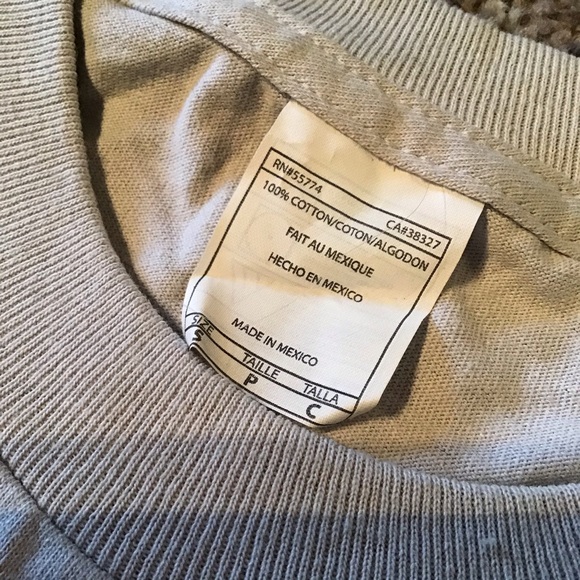 RN#55774 CA#38327
100% COTTON/COTON/ALGODON
FAIT AU MEXIQUE
HECHO EN MEXICO
MADE IN MEXICO
SIZE TAILLE TALLA
S P C